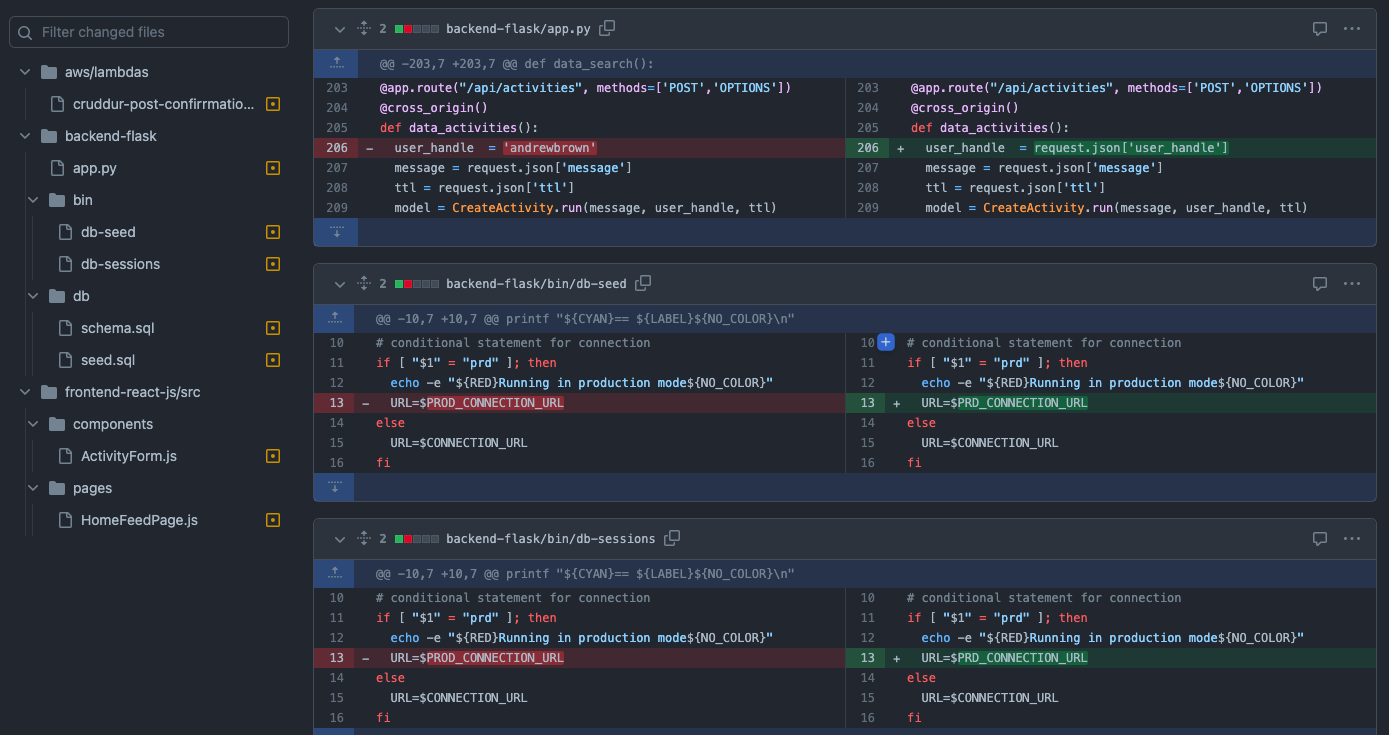 Filter changed files
aws/lambdas
cruddur-post-confirrmatio...
backend-flask
app.py
bin
db-seed
db-sessions
db
schema.sql
seed.sql
frontend-react-js/src
components
ActivityForm.js
pages
HomeFeedPage.js
2 backend-flask/app.py
@@ -203,7 +203,7 @@ def data_search():
203 @app.route("/api/activities", methods=['POST','OPTIONS'])
204 @cross_origin()
205 def data_activities():
206 - user_handle  = 'andrewbrown'
207 message = request.json['message']
208 ttl = request.json['ttl']
209 model = CreateActivity.run(message, user_handle, ttl)
203 @app.route("/api/activities", methods=['POST','OPTIONS'])
204 @cross_origin()
205 def data_activities():
206 + user_handle  = request.json['user_handle']
207 message = request.json['message']
208 ttl = request.json['ttl']
209 model = CreateActivity.run(message, user_handle, ttl)
2 backend-flask/bin/db-seed
@@ -10,7 +10,7 @@ printf "${CYAN}== ${LABEL}${NO_COLOR}\n"
10 # conditional statement for connection
11 if [ "$1" = "prd" ]; then
12 echo -e "${RED}Running in production mode${NO_COLOR}"
13 - URL=$PROD_CONNECTION_URL
14 else
15 URL=$CONNECTION_URL
16 fi
10 # conditional statement for connection
11 if [ "$1" = "prd" ]; then
12 echo -e "${RED}Running in production mode${NO_COLOR}"
13 + URL=$PRD_CONNECTION_URL
14 else
15 URL=$CONNECTION_URL
16 fi
2 backend-flask/bin/db-sessions
@@ -10,7 +10,7 @@ printf "${CYAN}== ${LABEL}${NO_COLOR}\n"
10 # conditional statement for connection
11 if [ "$1" = "prd" ]; then
12 echo -e "${RED}Running in production mode${NO_COLOR}"
13 - URL=$PROD_CONNECTION_URL
14 else
15 URL=$CONNECTION_URL
16 fi
10 # conditional statement for connection
11 if [ "$1" = "prd" ]; then
12 echo -e "${RED}Running in production mode${NO_COLOR}"
13 + URL=$PRD_CONNECTION_URL
14 else
15 URL=$CONNECTION_URL
16 fi